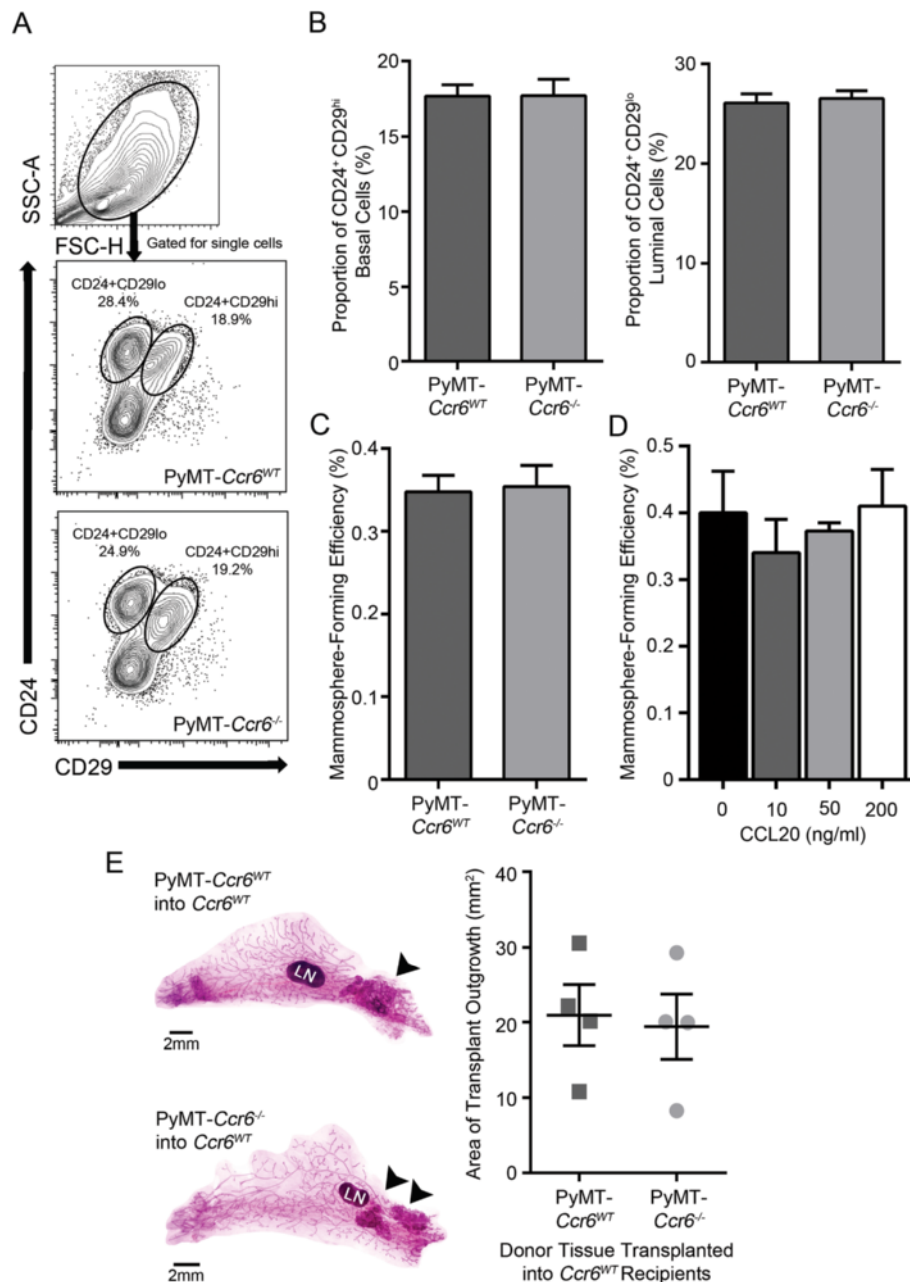 A
SSC-A
FSC-H
Gated for single cells
CD24+CD29lo
28.4%
CD24+CD29hi
18.9%
PyMT-Ccr6WT
CD24+CD29lo
24.9%
CD24+CD29hi
19.2%
PyMT-Ccr6-/-
CD24
CD29
B
Proportion of CD24+ CD29hi
Basal Cells (%)
20
15
10
5
0
PyMT-
Ccr6WT
PyMT-
Ccr6-/-
Proportion of CD24+ CD29lo
Luminal Cells (%)
30
20
10
0
PyMT-
Ccr6WT
PyMT-
Ccr6-/-
C
Mammosphere-Forming Efficiency (%)
0.4
0.3
0.2
0.1
0
PyMT-
Ccr6WT
PyMT-
Ccr6-/-
D
Mammosphere-Forming Efficiency (%)
0.5
0.4
0.3
0.2
0.1
0
0 10 50 200
CCL20 (ng/ml)
E
PyMT-Ccr6WT
into Ccr6WT
LN
2mm
PyMT-Ccr6-/-
into Ccr6WT
LN
2mm
Area of Transplant Outgrowth (mm²)
40
30
20
10
0
PyMT-
Ccr6WT
PyMT-
Ccr6-/-
Donor Tissue Transplanted
into Ccr6WT Recipients